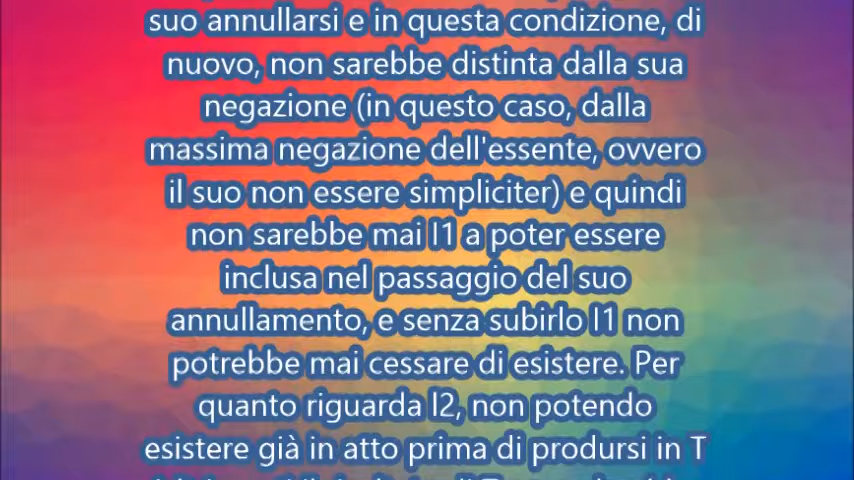 suo annullarsi e in questa condizione, di
nuovo, non sarebbe distinta dalla sua
negazione (in questo caso, dalla
massima negazione dell'essente, ovvero
il suo non essere simpliciter) e quindi
non sarebbe mai I1 a poter essere
inclusa nel passaggio del suo
annullamento, e senza subirlo I1 non
potrebbe mai cessare di esistere. Per
quanto riguarda I2, non potendo
esistere già in atto prima di prodursi in T